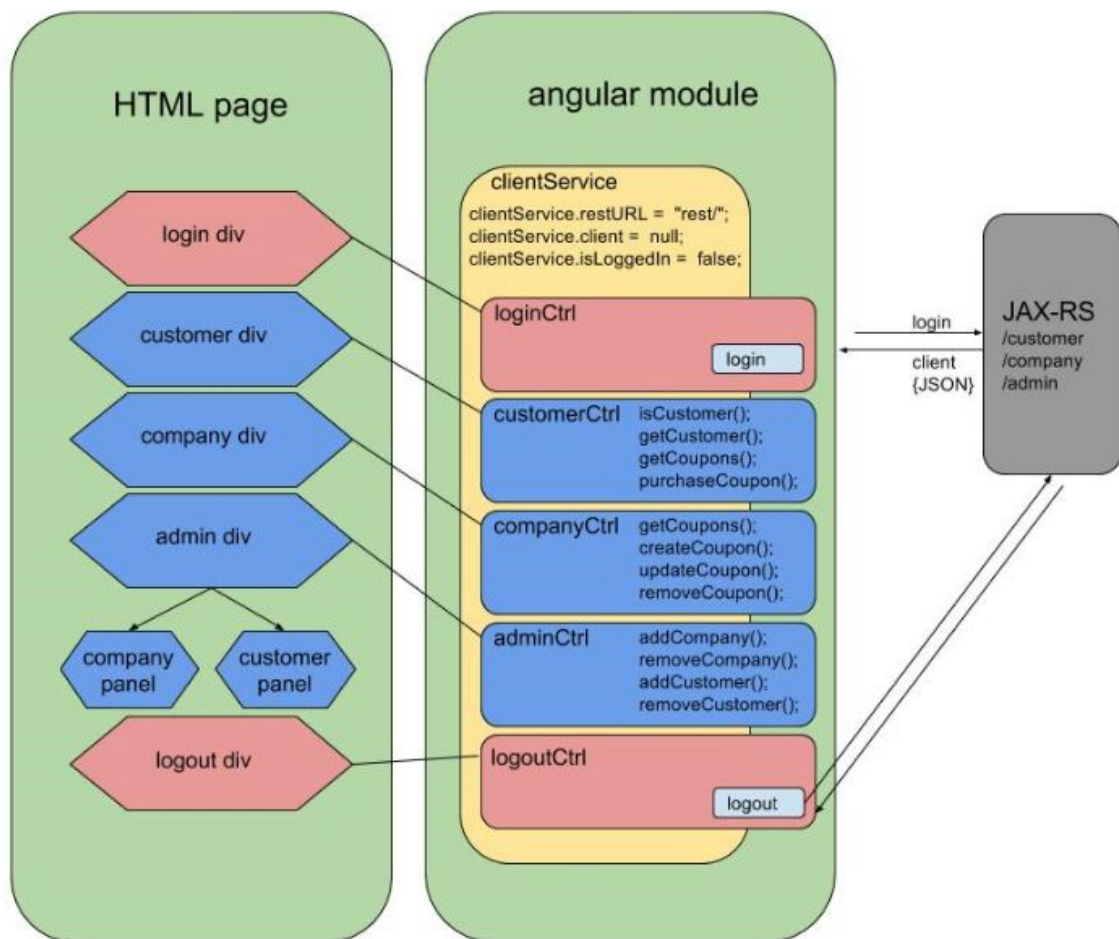 HTML page
login div
customer div
company div
admin div
company
panel
customer
panel
logout div
angular module
clientService
clientService.restURL = "rest/";
clientService.client = null;
clientService.isLoggedIn = false;
loginCtrl
login
customerCtrl isCustomer();
getCustomer();
getCoupons();
purchaseCoupon();
companyCtrl getCoupons();
createCoupon();
updateCoupon();
removeCoupon();
adminCtrl addCompany();
removeCompany();
addCustomer();
removeCustomer();
logoutCtrl
logout
login
client
{JSON}
JAX-RS
/customer
/company
/admin